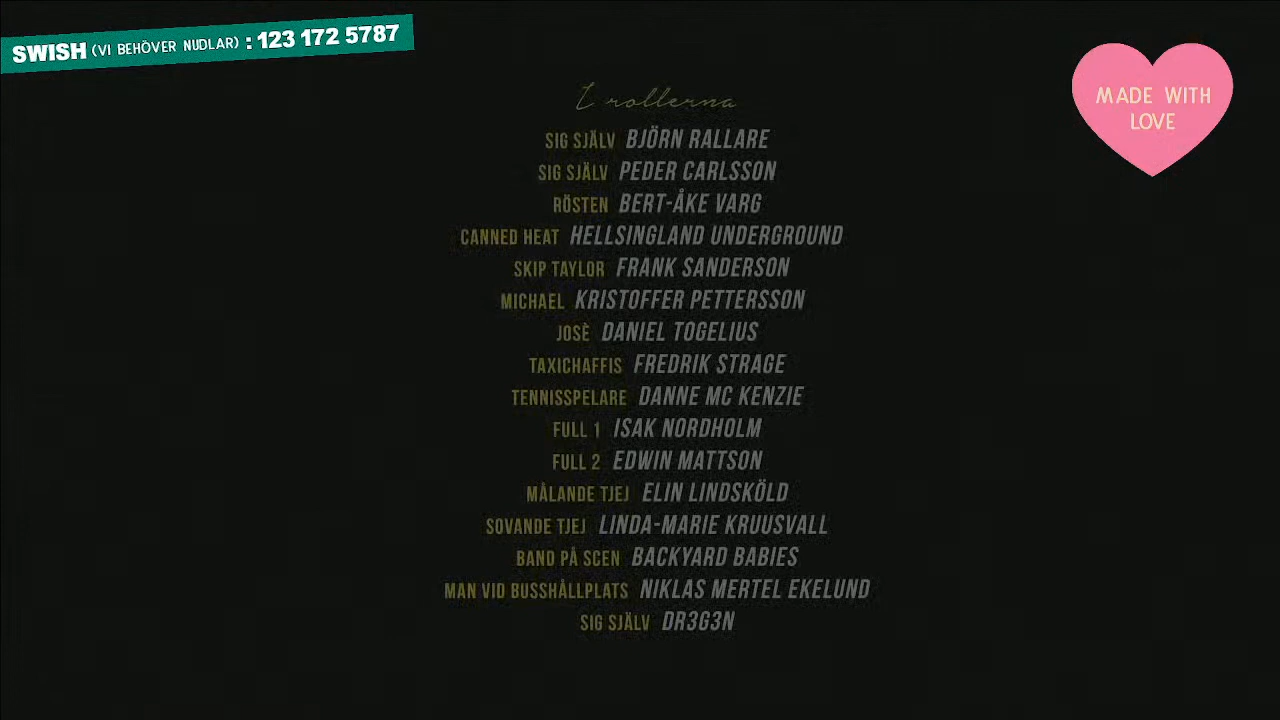 SWISH (VI BEHÖVER NUDLAR) : 123 172 5787
MADE WITH
LOVE
I rollerna
SIG SJÄLV BJÖRN RALLARE
SIG SJÄLV PEDER CARLSSON
RÖSTEN BERT-ÅKE VARG
CANNED HEAT HELLSINGLAND UNDERGROUND
SKIP TAYLOR FRANK SANDERSON
MICHAEL KRISTOFFER PETTERSSON
JOSÈ DANIEL TOGELIUS
TAXICHAFFIS FREDRIK STRAGE
TENNISSPELARE DANNE MC KENZIE
FULL 1 ISAK NORDHOLM
FULL 2 EDWIN MATTSON
MÅLANDE TJEJ ELIN LINDSKÖLD
SOVANDE TJEJ LINDA-MARIE KRUUSVALL
BAND PÅ SCEN BACKYARD BABIES
MAN VID BUSSHÅLLPLATS NIKLAS MERTEL EKELUND
SIG SJÄLV DR3G3N